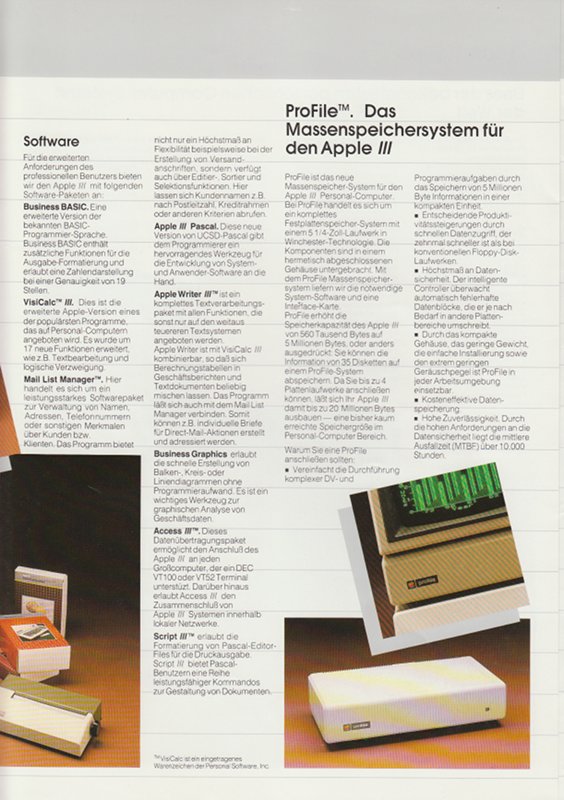 Software
Für die erweiterten
Anforderungen des
professionellen Benutzers bieten
wir den Apple /// mit folgenden
Software-Paketen an:
Business BASIC. Eine
erweiterte Version der
bekannten BASIC-
Programmier-Sprache.
Business BASIC enthält
zusätzliche Funktionen für die
Ausgabe-Formatierung und
erlaubt eine Zahlendarstellung
bei einer Genauigkeit von 19
Stellen.
VisiCalc™ ///. Dies ist die
erweiterte Apple-Version eines
der populärsten Programme,
das auf Personal-Computern
angeboten wird. Es wurde um
17 neue Funktionen erweitert,
wie z.B. Textbearbeitung und
logische Verzweigung.
Mail List Manager™. Hier
handelt es sich um ein
leistungsstarkes Softwarepaket
zur Verwaltung von Namen,
Adressen, Telefonnummern
oder sonstigen Merkmalen
über Kunden bzw.
Klienten. Das Programm bietet
nicht nur ein Höchstmaß an
Flexibilität beispielsweise bei der
Erstellung von Versand-
anschriften, sondern verfügt
auch über Editier-, Sortier und
Selektionsfunktionen. Hier
lassen sich Kundennamen z.B.
nach Postleitzahl, Kreditrahmen
oder anderen Kriterien abrufen.
Apple /// Pascal. Diese neue
Version von UCSD-Pascal gibt
dem Programmierer ein
hervorragendes Werkzeug für
die Entwicklung von System-
und Anwender-Software an die
Hand.
Apple Writer ///™ ist ein
komplettes Textverarbeitungs-
paket mit allen Funktionen, die
sonst nur auf den weitaus
teuereren Textsystemen
angeboten werden.
Apple Writer ist mit VisiCalc ///
kombinierbar, so daß sich
Berechnungstabellen in
Geschäftsberichten und
Textdokumenten beliebig
mischen lassen. Das Programm
läßt sich auch mit dem Mail List
Manager verbinden. Somit
können z.B. individuelle Briefe
für Direct-Mail-Aktionen erstellt
und adressiert werden.
Business Graphics erlaubt
die schnelle Erstellung von
Balken-, Kreis- oder
Liniendiagrammen ohne
Programmieraufwand. Es ist ein
wichtiges Werkzeug zur
graphischen Analyse von
Geschäftsdaten.
Access ///™. Dieses
Datenübertragungspaket
ermöglicht den Anschluß des
Apple /// an jeden
Großcomputer, der ein DEC
VT100 oder VT52 Terminal
unterstüzt. Darüber hinaus
erlaubt Access /// den
Zusammenschluß von
Apple /// Systemen innerhalb
lokaler Netzwerke.
Script ///™ erlaubt die
Formatierung von Pascal-Editor-
Files für die Druckausgabe.
Script /// bietet Pascal-
Benutzern eine Reihe
leistungsfähiger Kommandos
zur Gestaltung von Dokumenten.
™ VisiCalc ist ein eingetragenes
Warenzeichen der Personal Software, Inc.
ProFile™. Das
Massenspeichersystem für
den Apple ///
ProFile ist das neue
Massenspeicher-System für den
Apple /// Personal-Computer.
Bei ProFile handelt es sich um
ein komplettes
Festplattenspeicher-System mit
einem 5 1/4-Zoll-Laufwerk in
Winchester-Technologie. Die
Komponenten sind in einem
hermetisch abgeschlossenen
Gehäuse untergebracht. Mit
dem ProFile Massenspeicher-
system liefern wir die notwendige
System-Software und eine
Interface-Karte.
ProFile erhöht die
Speicherkapazität des Apple ///
von 560 Tausend Bytes auf
5 Millionen Bytes, oder anders
ausgedrückt: Sie können die
Information von 35 Disketten auf
einem ProFile-System
abspeichern. Da Sie bis zu 4
Plattenlaufwerke anschließen
können, läßt sich Ihr Apple ///
damit bis zu 20 Millionen Bytes
ausbauen — eine bisher kaum
erreichte Speichergröße im
Personal-Computer Bereich.
Warum Sie eine ProFile
anschließen sollten:
■ Vereinfacht die Durchführung
komplexer DV- und
Programmieraufgaben durch
das Speichern von 5 Millionen
Byte Informationen in einer
kompakten Einheit.
■ Entscheidende Produkti-
vitätssteigerungen durch
schnellen Datenzugriff, der
zehnmal schneller ist als bei
konventionellen Floppy-Disk-
Laufwerken.
■ Höchstmaß an Daten-
sicherheit. Der intelligente
Controller überwacht
automatisch fehlerhafte
Datenblöcke, die er je nach
Bedarf in andere Platten-
bereiche umschreibt.
■ Durch das kompakte
Gehäuse, das geringe Gewicht,
die einfache Installierung sowie
den extrem geringen
Geräuschpegel ist ProFile in
jeder Arbeitsumgebung
einsetzbar.
■ Kosteneffektive Daten-
speicherung.
■ Hohe Zuverlässigkeit. Durch
die hohen Anforderungen an die
Datensicherheit liegt die mittlere
Ausfallzeit (MTBF) über 10.000
Stunden.
profile
profile